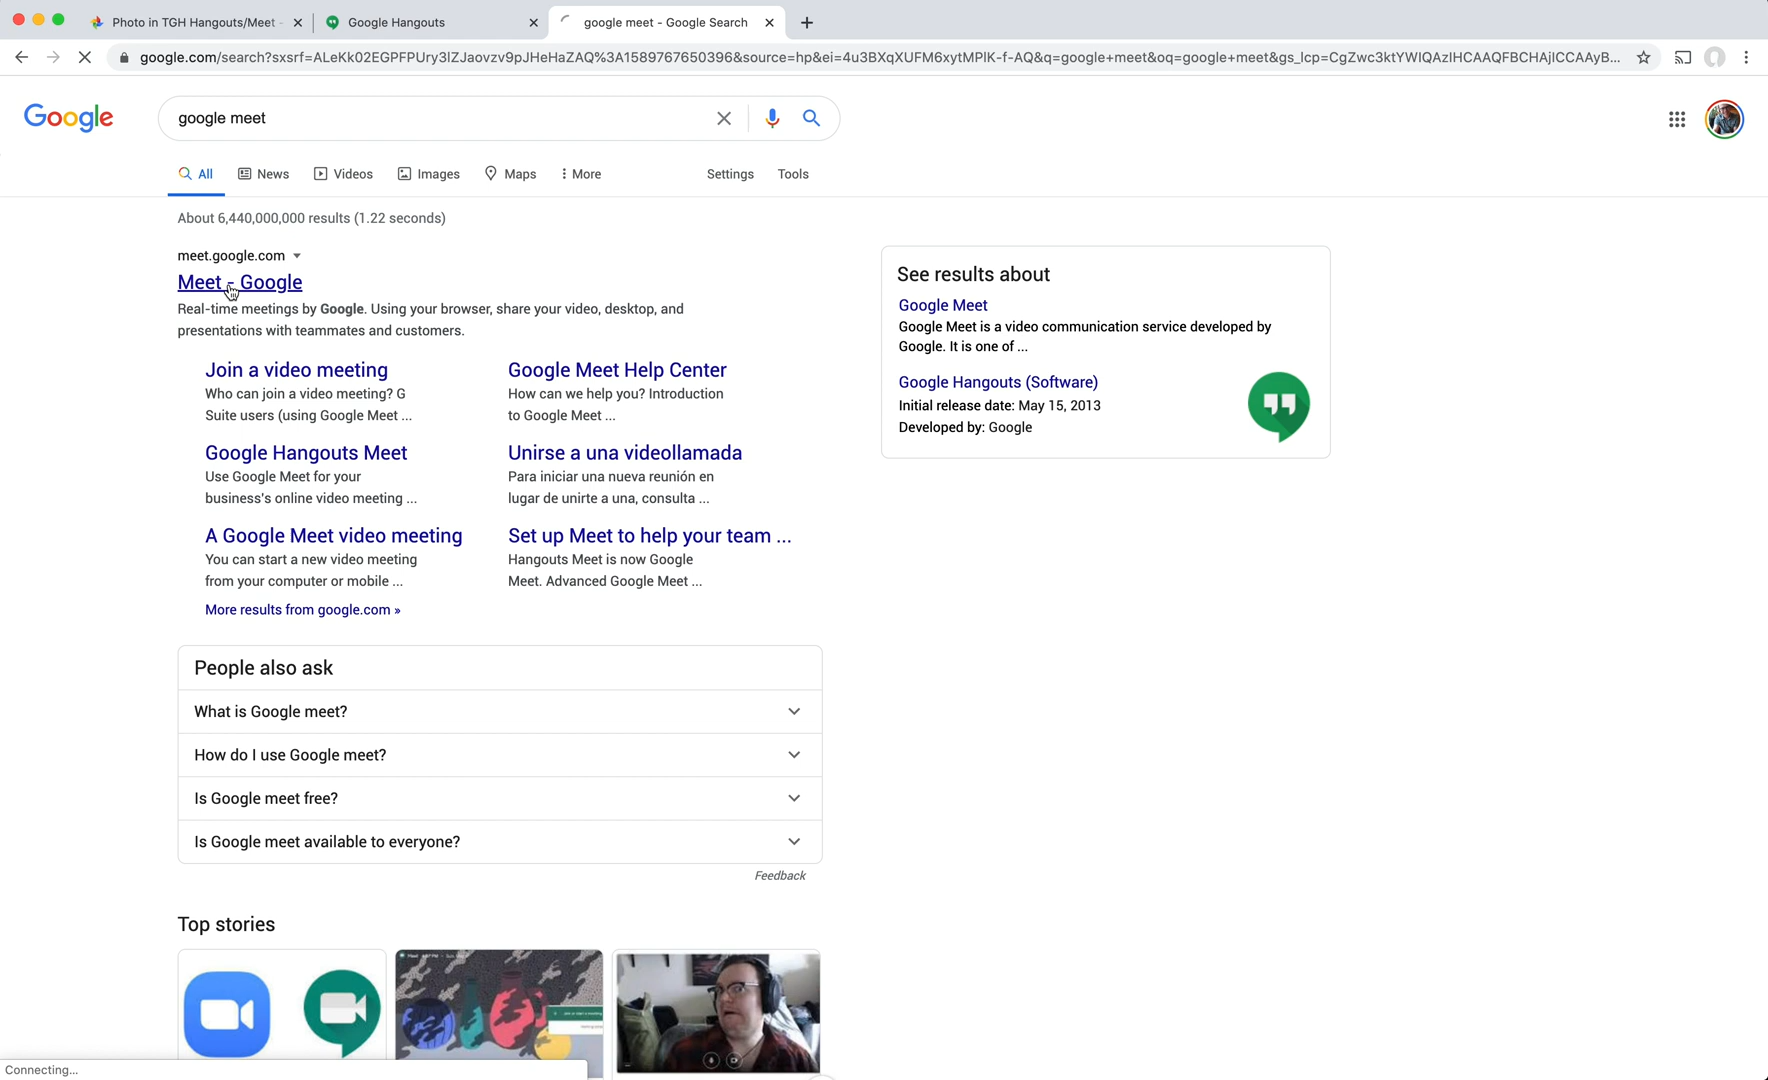 Photo in TGH Hangouts/Meet -
Google Hangouts
google meet - Google Search
google.com/search?sxsrf=ALeKk02EGPFPUry3lZJaovzv9pJHeHaZAQ%3A1589767650396&source=hp&ei=4u3BXqXUFM6xytMPlK-f-AQ&q=google+meet&oq=google+meet&gs_lcp=CgZwc3ktYWIQAzIHCAAQFBCHAjICCAAyB...
Google
google meet
All
News
Videos
Images
Maps
More
Settings
Tools
About 6,440,000,000 results (1.22 seconds)
meet.google.com
Meet - Google
Real-time meetings by Google. Using your browser, share your video, desktop, and
presentations with teammates and customers.
Join a video meeting
Who can join a video meeting? G
Suite users (using Google Meet ...
Google Meet Help Center
How can we help you? Introduction
to Google Meet ...
Google Hangouts Meet
Use Google Meet for your
business's online video meeting ...
Unirse a una videollamada
Para iniciar una nueva reunión en
lugar de unirte a una, consulta ...
A Google Meet video meeting
You can start a new video meeting
from your computer or mobile ...
Set up Meet to help your team ...
Hangouts Meet is now Google
Meet. Advanced Google Meet ...
More results from google.com »
See results about
Google Meet
Google Meet is a video communication service developed by
Google. It is one of ...
Google Hangouts (Software)
Initial release date: May 15, 2013
Developed by: Google
People also ask
What is Google meet?
How do I use Google meet?
Is Google meet free?
Is Google meet available to everyone?
Feedback
Top stories
Connecting...